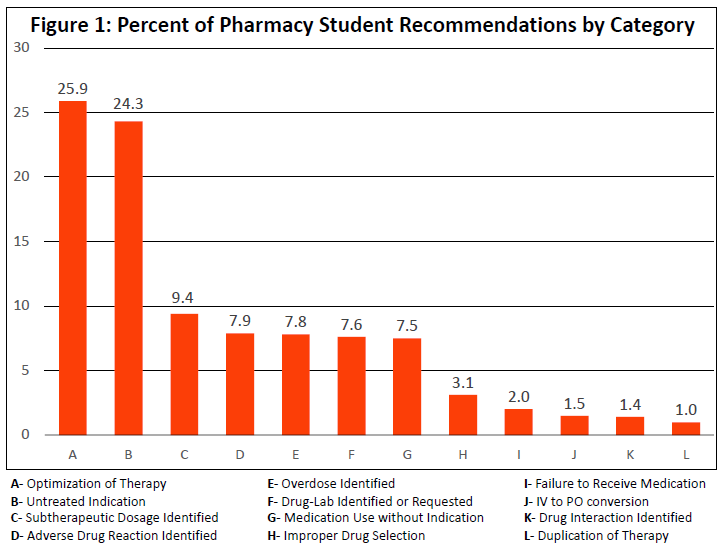 Figure 1: Percent of Pharmacy Student Recommendations by Category
30
25
20
15
10
5
0
25.9
24.3
9.4
7.9
7.8
7.6
7.5
3.1
2.0
1.5
1.4
1.0
A B C D E F G H I J K L
A- Optimization of Therapy
B- Untreated Indication
C- Subtherapeutic Dosage Identified
D- Adverse Drug Reaction Identified
E- Overdose Identified
F- Drug-Lab Identified or Requested
G- Medication Use without Indication
H- Improper Drug Selection
I- Failure to Receive Medication
J- IV to PO conversion
K- Drug Interaction Identified
L- Duplication of Therapy